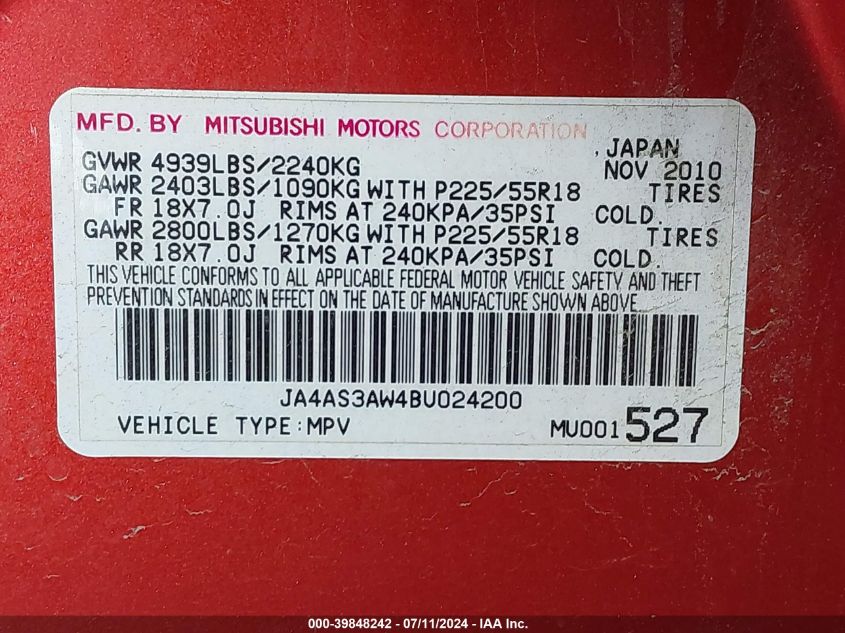 MFD. BY MITSUBISHI MOTORS CORPORATION , JAPAN
GVWR 4939LBS/2240KG NOV 2010
GAWR 2403LBS/1090KG WITH P225/55R18 TIRES
FR 18X7.0J RIMS AT 240KPA/35PSI COLD.
GAWR 2800LBS/1270KG WITH P225/55R18 TIRES
RR 18X7.0J RIMS AT 240KPA/35PSI COLD.
THIS VEHICLE CONFORMS TO ALL APPLICABLE FEDERAL MOTOR VEHICLE SAFETY AND THEFT
PREVENTION STANDARDS IN EFFECT ON THE DATE OF MANUFACTURE SHOWN ABOVE.
JA4AS3AW4BU024200
VEHICLE TYPE:MPV MU001527
000-39848242 - 07/11/2024 - IAA Inc.